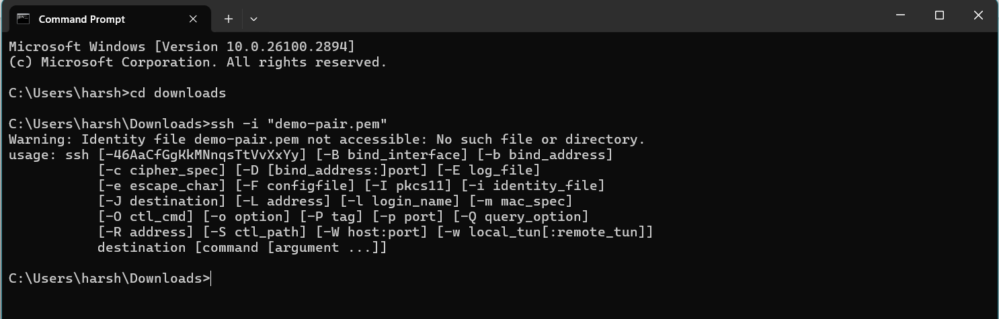 Command Prompt
Microsoft Windows [Version 10.0.26100.2894]
(c) Microsoft Corporation. All rights reserved.
C:\Users\harsh>cd downloads
C:\Users\harsh\Downloads>ssh -i "demo-pair.pem"
Warning: Identity file demo-pair.pem not accessible: No such file or directory.
usage: ssh [-46AaCfGgKkMNnqsTtVvXxYy] [-B bind_interface] [-b bind_address]
           [-c cipher_spec] [-D [bind_address:]port] [-E log_file]
           [-e escape_char] [-F configfile] [-I pkcs11] [-i identity_file]
           [-J destination] [-L address] [-l login_name] [-m mac_spec]
           [-O ctl_cmd] [-o option] [-P tag] [-p port] [-Q query_option]
           [-R address] [-S ctl_path] [-W host:port] [-w local_tun[:remote_tun]]
           destination [command [argument ...]]
C:\Users\harsh\Downloads>